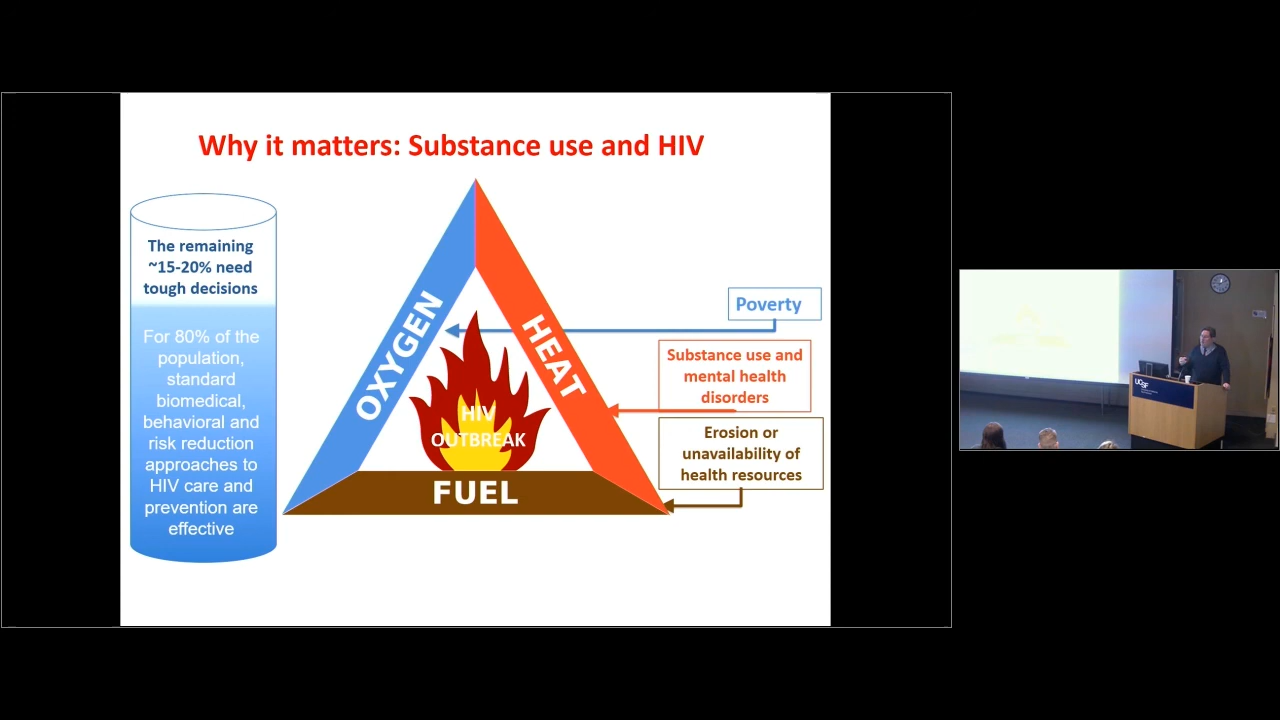 Why it matters: Substance use and HIV
The remaining
~15-20% need
tough decisions
For 80% of the
population,
standard
biomedical,
behavioral and
risk reduction
approaches to
HIV care and
prevention are
effective
OXYGEN
HEAT
FUEL
HIV
OUTBREAK
Poverty
Substance use and
mental health
disorders
Erosion or
unavailability of
health resources
UCSF